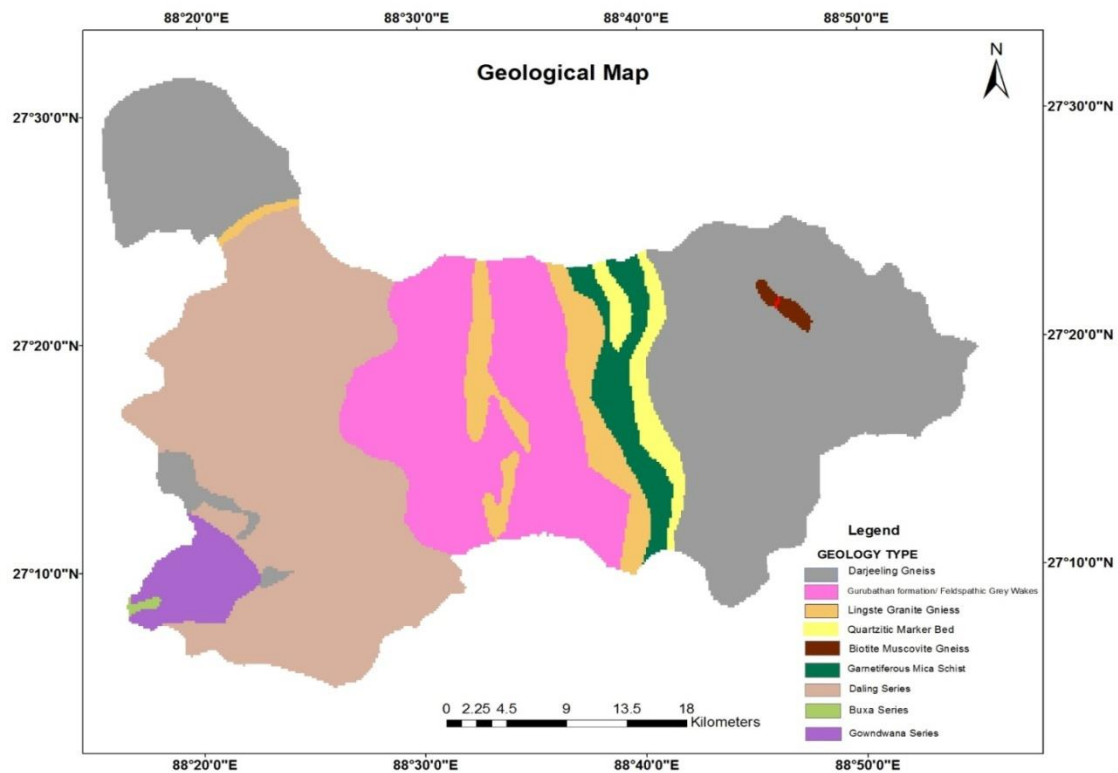 88°20'0"E 88°30'0"E 88°40'0"E 88°50'0"E
Geological Map
N
27°30'0"N 27°30'0"N
27°20'0"N 27°20'0"N
27°10'0"N 27°10'0"N
Legend
GEOLOGY TYPE
Darjeeling Gneiss
Gurubathan formation/ Feldspathic Grey Wakes
Lingste Granite Gniess
Quartzitic Marker Bed
Biotite Muscovite Gneiss
Garnetiferous Mica Schist
Daling Series
Buxa Series
Gowndwana Series
0 2.25 4.5 9 13.5 18
Kilometers
88°20'0"E 88°30'0"E 88°40'0"E 88°50'0"E